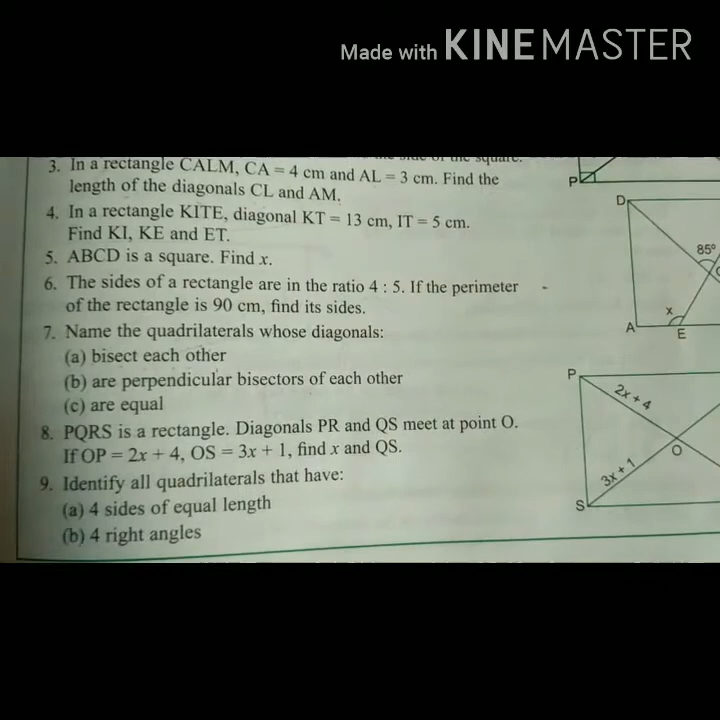 Made with KINEMASTER
side of the square.
3. In a rectangle CALM, CA = 4 cm and AL = 3 cm. Find the
length of the diagonals CL and AM.
4. In a rectangle KITE, diagonal KT = 13 cm, IT = 5 cm.
Find KI, KE and ET.
5. ABCD is a square. Find x.
6. The sides of a rectangle are in the ratio 4 : 5. If the perimeter
of the rectangle is 90 cm, find its sides.
7. Name the quadrilaterals whose diagonals:
(a) bisect each other
(b) are perpendicular bisectors of each other
(c) are equal
8. PQRS is a rectangle. Diagonals PR and QS meet at point O.
If OP = 2x + 4, OS = 3x + 1, find x and QS.
9. Identify all quadrilaterals that have:
(a) 4 sides of equal length
(b) 4 right angles
P
D
85°
x
A
E
P
2x + 4
O
3x + 1
S